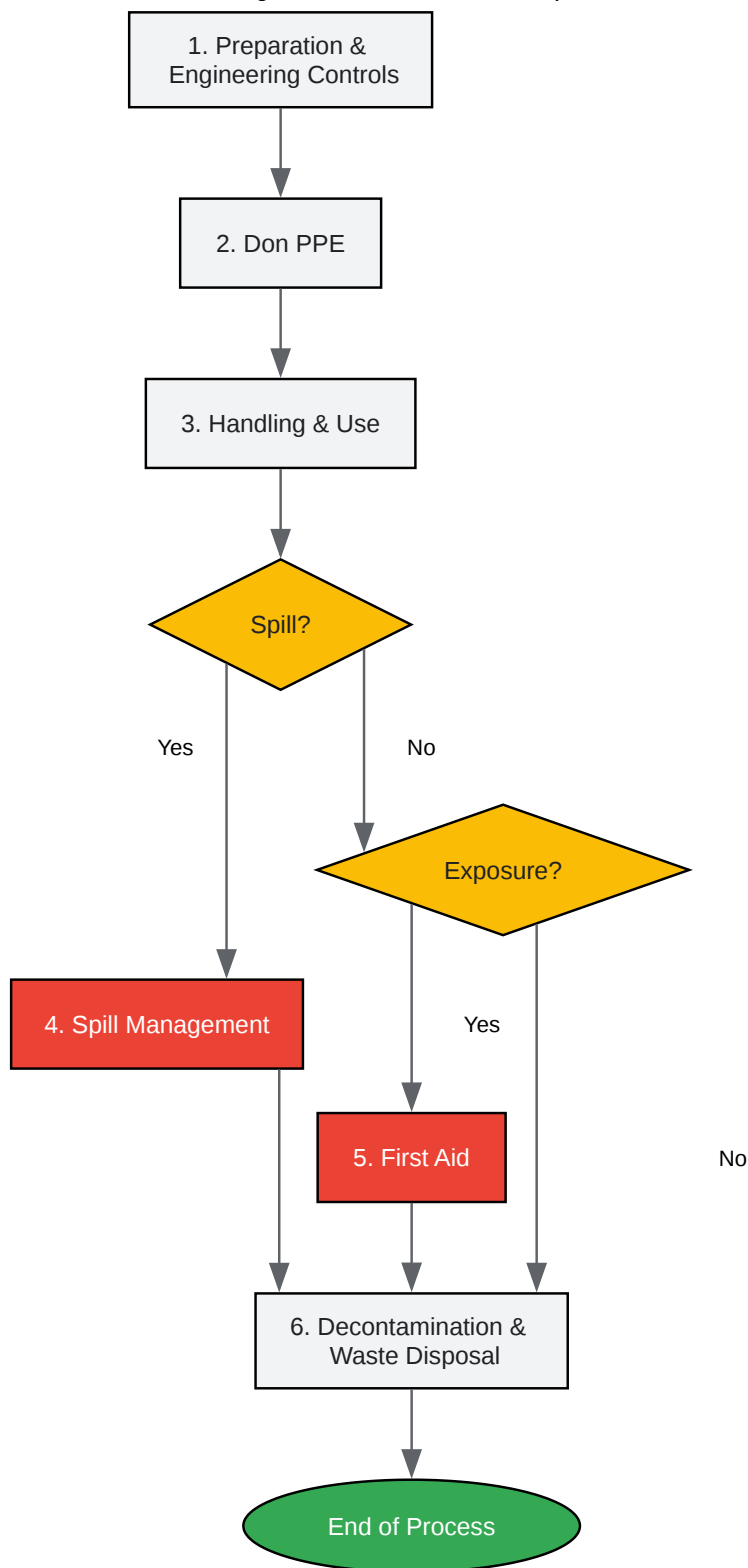 1. Preparation &
Engineering Controls
2. Don PPE
3. Handling & Use
Spill?
Yes
No
Exposure?
4. Spill Management
Yes
5. First Aid
No
6. Decontamination &
Waste Disposal
End of Process